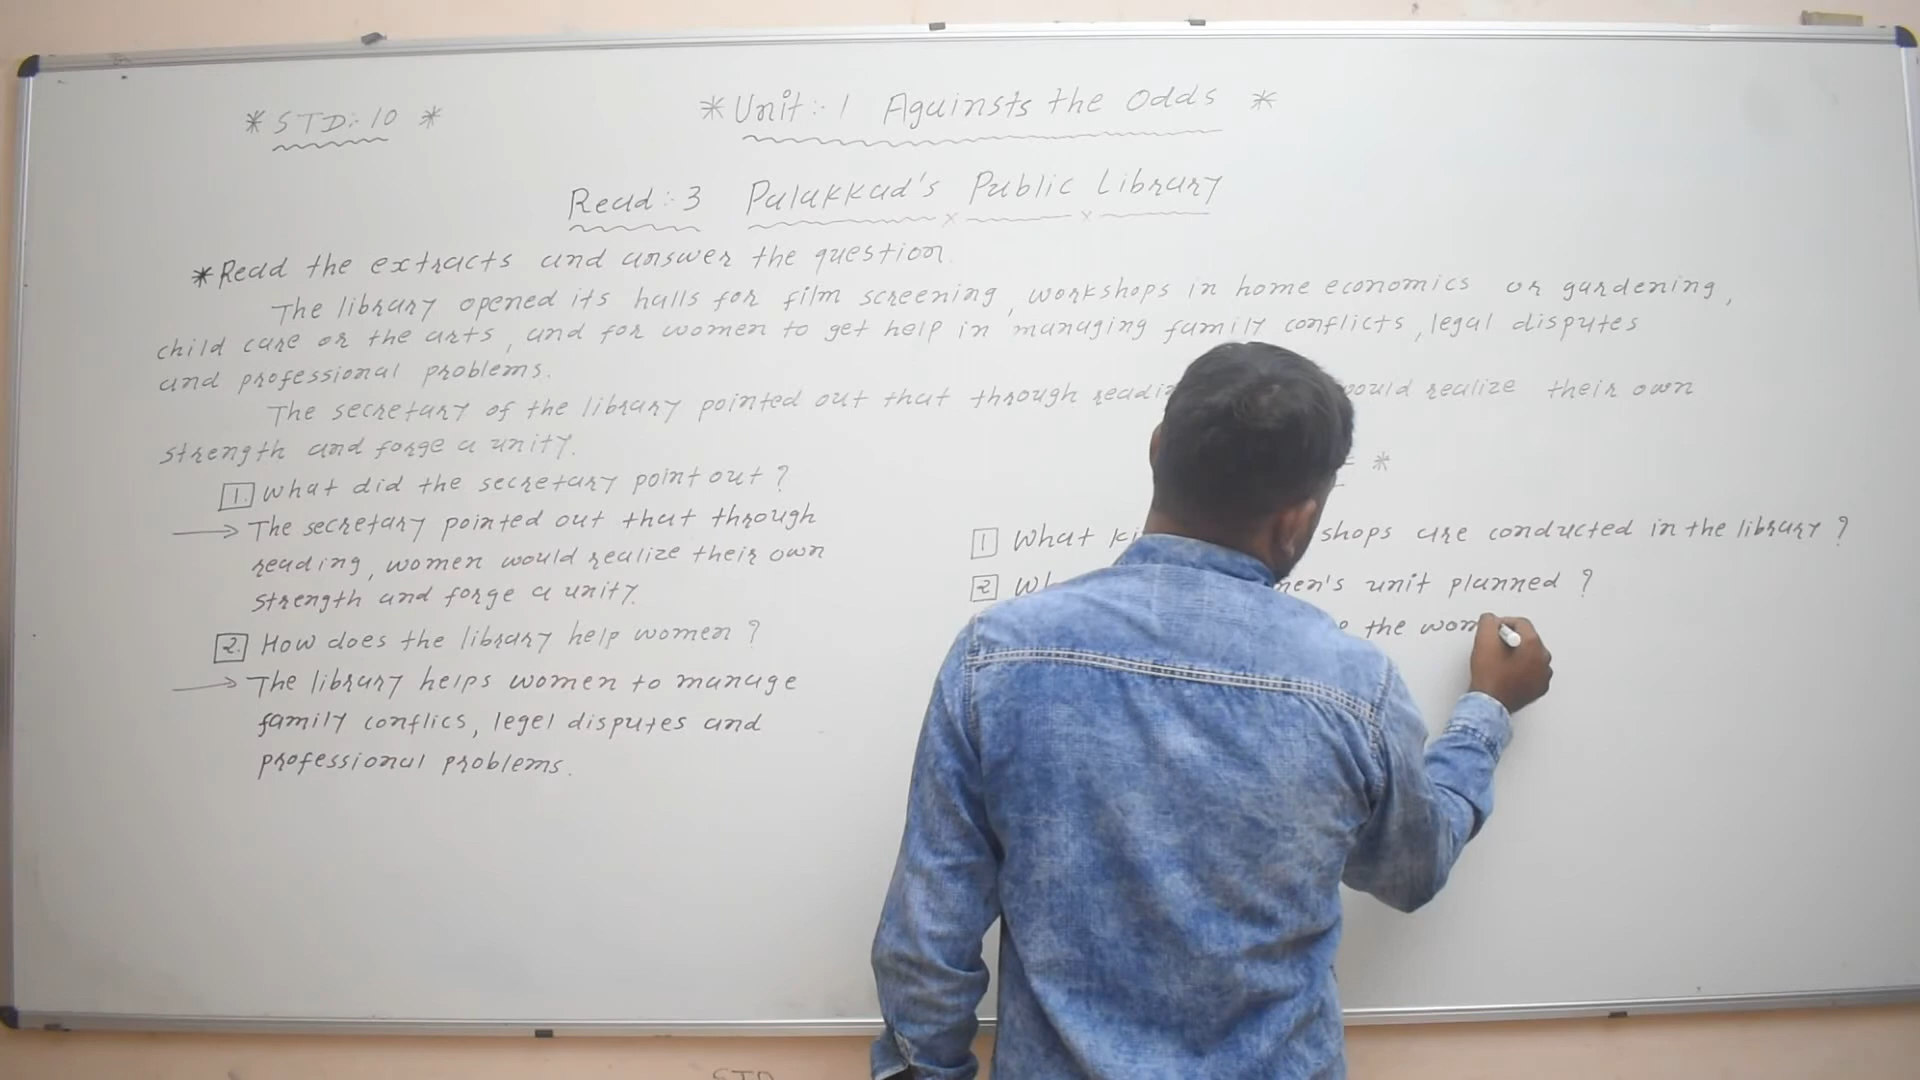 * STD:- 10 *
* Unit:- 1 Againsts the Odds *
Read:- 3 Palakkad's Public Library
* Read the extracts and answer the question.
The library opened its halls for film screening, workshops in home economics or gardening,
child care or the arts, and for women to get help in managing family conflicts, legal disputes
and professional problems.
The secretary of the library pointed out that through would realize their own
strength and forge a unity.
1. What did the secretary point out ?
→ The secretary pointed out that through
reading, women would realize their own
strength and forge a unity.
2. How does the library help women ?
→ The library helps women to manage
family conflics, legel disputes and
professional problems.
*
1 What shops are conducted in the library ?
2 men's unit planned ?
the wom
STD